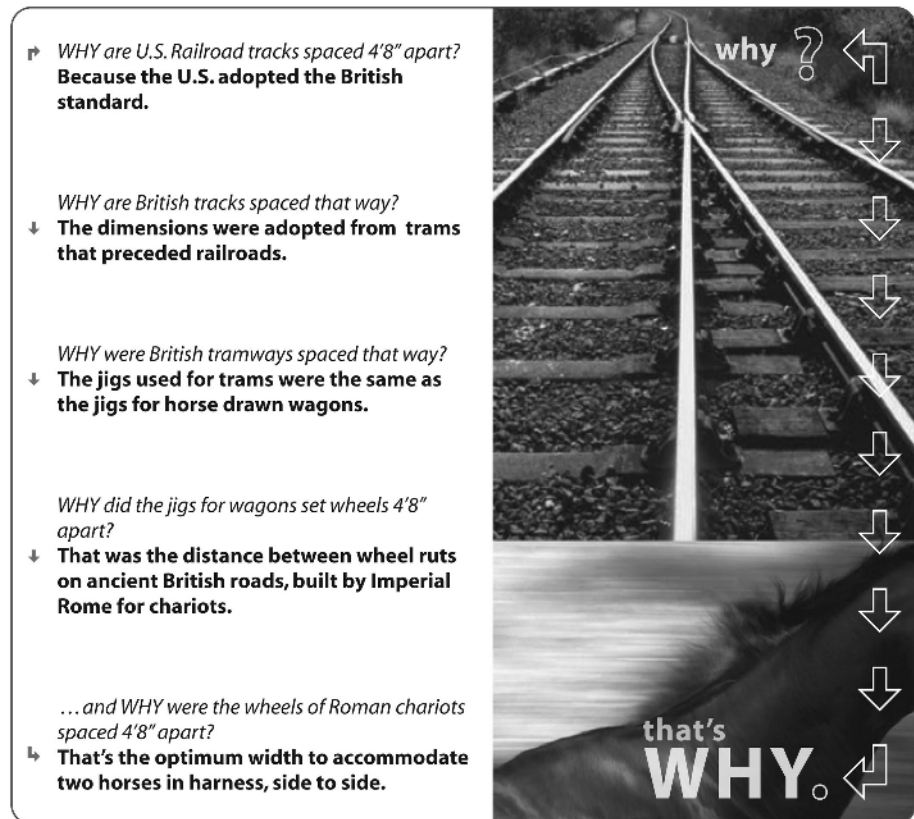 WHY are U.S. Railroad tracks spaced 4'8" apart?
Because the U.S. adopted the British
standard.
WHY are British tracks spaced that way?
The dimensions were adopted from trams
that preceded railroads.
WHY were British tramways spaced that way?
The jigs used for trams were the same as
the jigs for horse drawn wagons.
WHY did the jigs for wagons set wheels 4'8"
apart?
That was the distance between wheel ruts
on ancient British roads, built by Imperial
Rome for chariots.
...and WHY were the wheels of Roman chariots
spaced 4'8" apart?
That's the optimum width to accommodate
two horses in harness, side to side.
why ?
that's
WHY.